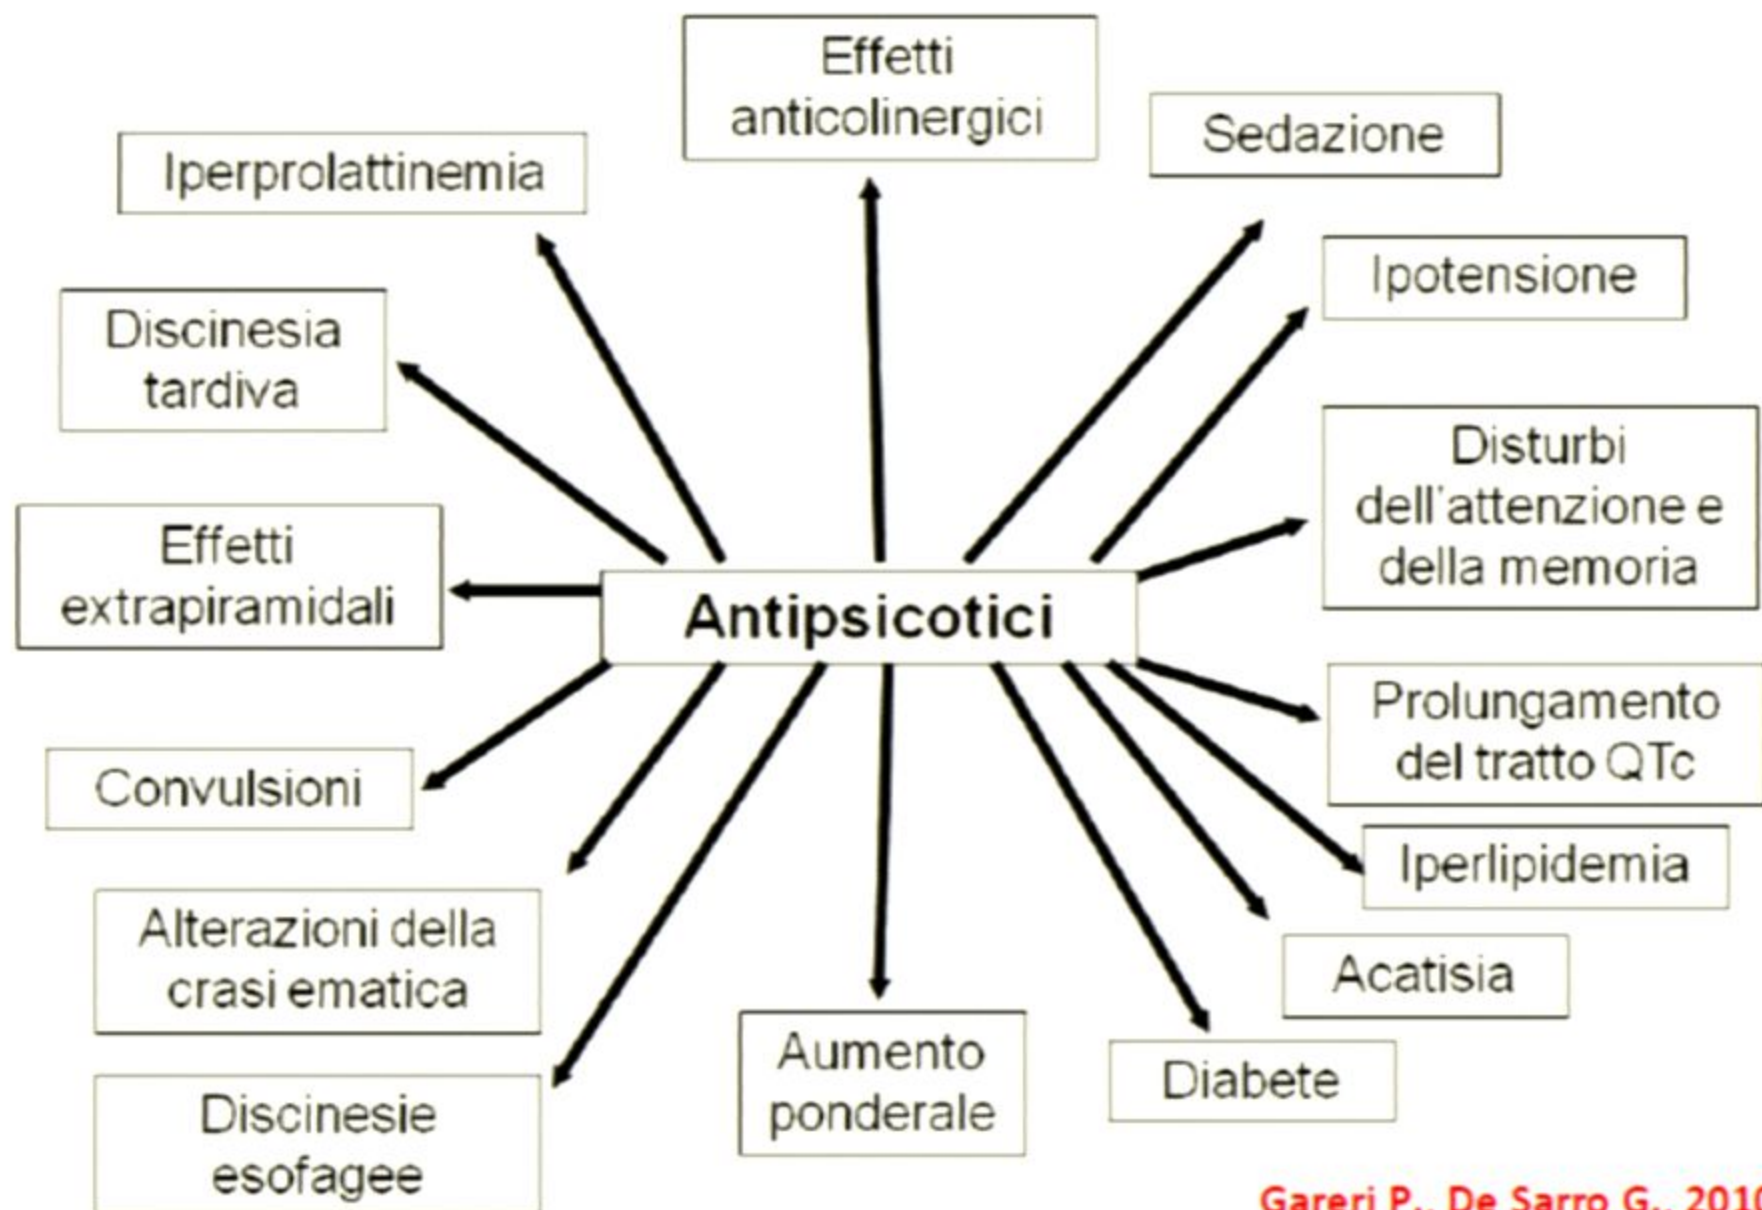 Effetti
anticolinergici
Sedazione
Iperprolattinemia
Ipotensione
Discinesia
tardiva
Disturbi
dell'attenzione e
della memoria
Effetti
extrapiramidali
Antipsicotici
Prolungamento
del tratto QTc
Convulsioni
Iperlipidemia
Alterazioni della
crasi ematica
Acatisia
Aumento
ponderale
Diabete
Discinesie
esofagee
Gareri P., De Sarro G., 2010